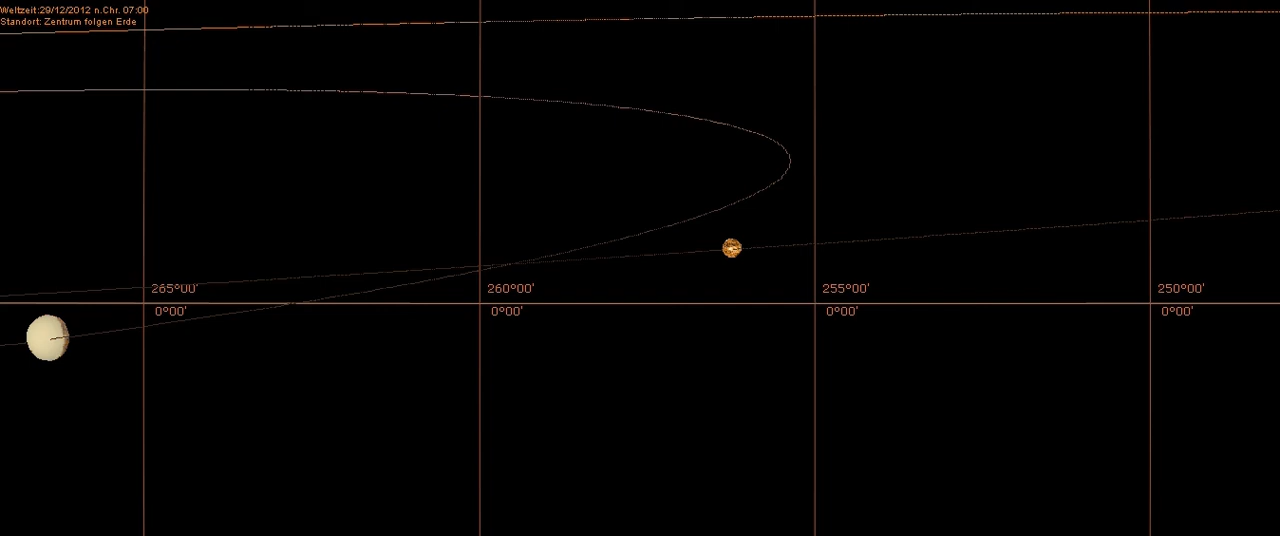 Weltzeit:29/12/2012 n.Chr. 07:00
Standort: Zentrum folgen Erde
265°00' 260°00' 255°00' 250°00'
0°00' 0°00' 0°00' 0°00'